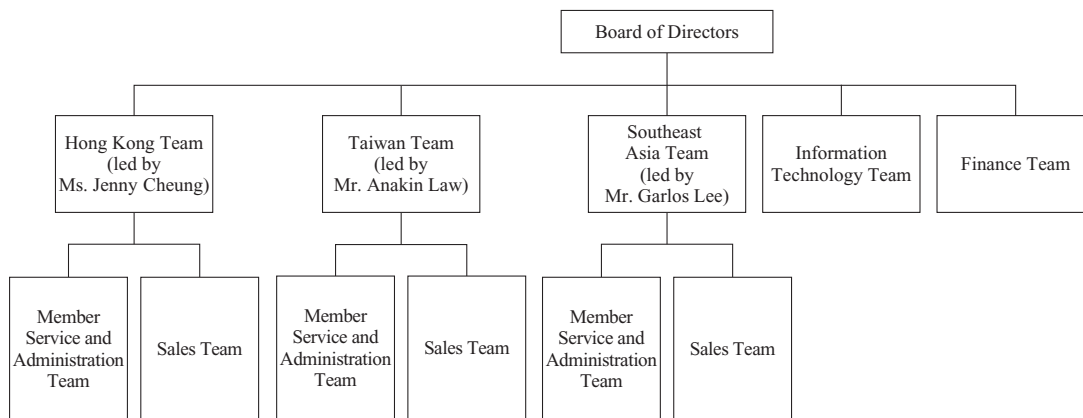 Board of Directors
Hong Kong Team
(led by
Ms. Jenny Cheung)
Taiwan Team
(led by
Mr. Anakin Law)
Southeast
Asia Team
(led by
Mr. Garlos Lee)
Information
Technology Team
Finance Team
Member
Service and
Administration
Team
Sales Team
Member
Service and
Administration
Team
Sales Team
Member
Service and
Administration
Team
Sales Team